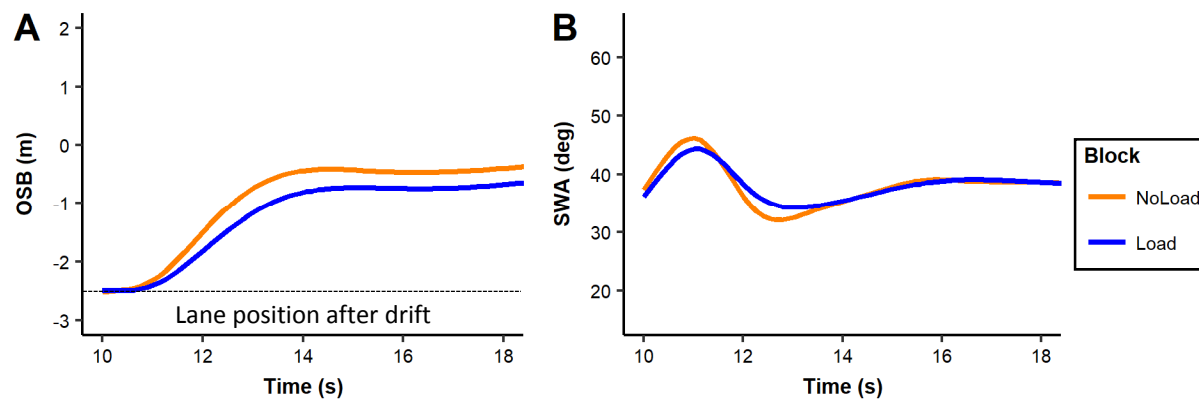 A
OSB (m)
2
1
0
-1
-2
-3
Lane position after drift
10 12 14 16 18
Time (s)
B
SWA (deg)
60
50
40
30
20
10 12 14 16 18
Time (s)
Block
NoLoad
Load